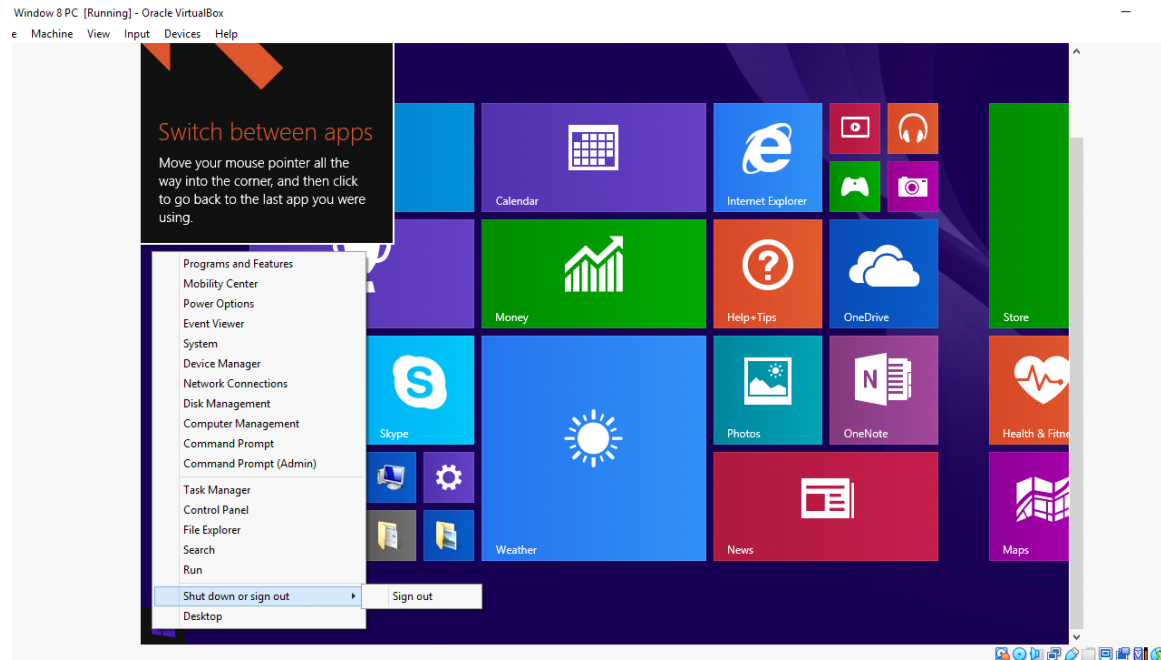 Window 8 PC [Running] - Oracle VirtualBox
e Machine View Input Devices Help
Switch between apps
Move your mouse pointer all the
way into the corner, and then click
to go back to the last app you were
using.
Calendar
Internet Explorer
Money
Help+Tips
OneDrive
Store
Programs and Features
Mobility Center
Power Options
Event Viewer
System
Device Manager
Network Connections
Disk Management
Computer Management
Command Prompt
Command Prompt (Admin)
Task Manager
Control Panel
File Explorer
Search
Run
Shut down or sign out
Sign out
Desktop
Skype
Photos
OneNote
Health & Fitne
Weather
News
Maps